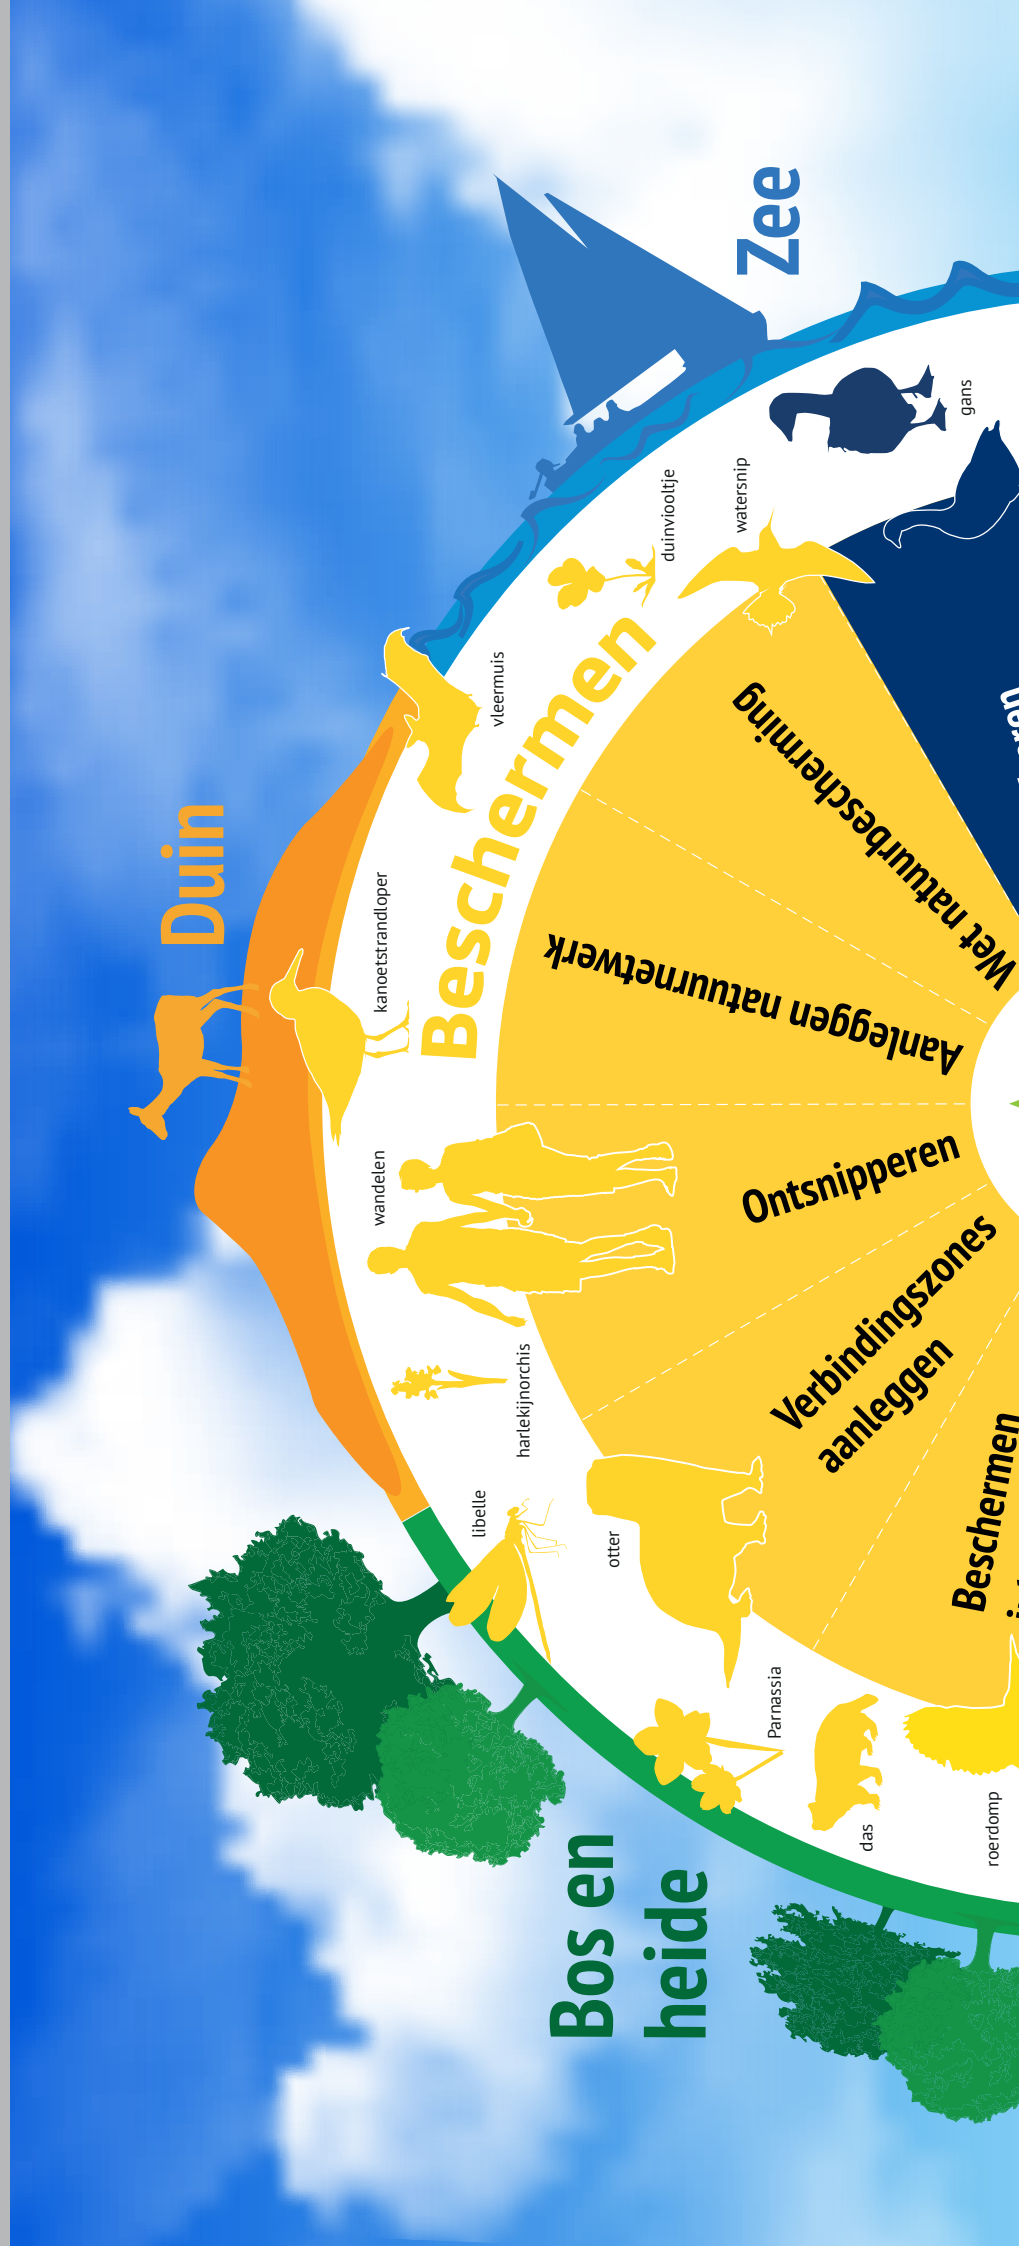 Bos en
heide
Duin
Zee
Beschermen
roerdomp
das
Parnassia
otter
libelle
harlekijnorchis
wandelen
kanoetstrandloper
vleermuis
duinviooltje
watersnip
gans
Beschermen
Verbindingszones
aanleggen
Ontsnipperen
Aanleggen natuurnetwerk
Wet natuurbescherming